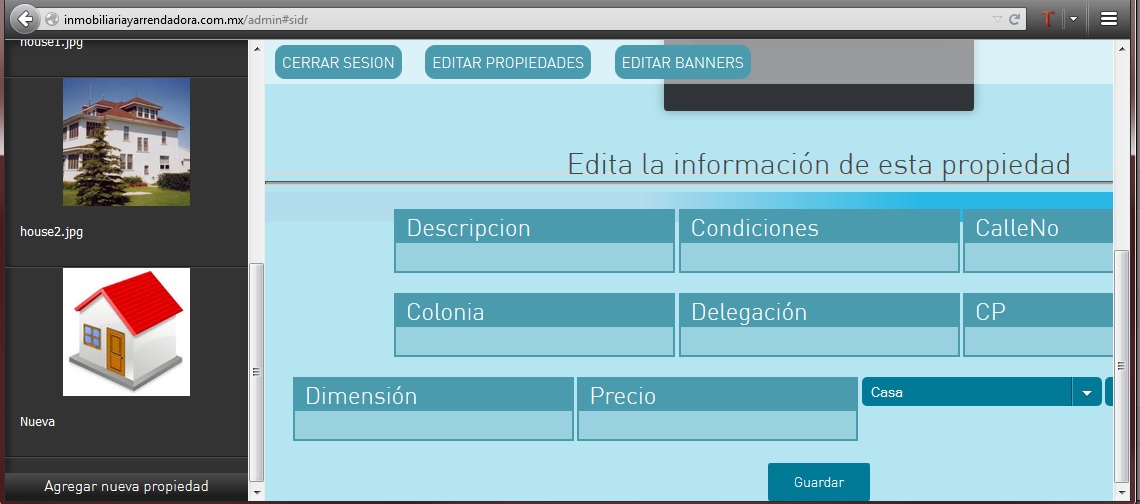 inmobiliariayarrendadora.com.mx/admin#sidr
house1.jpg
CERRAR SESION EDITAR PROPIEDADES EDITAR BANNERS
Edita la información de esta propiedad
house2.jpg
Descripcion Condiciones CalleNo
Colonia Delegación CP
Dimensión Precio Casa
Nueva
Agregar nueva propiedad Guardar